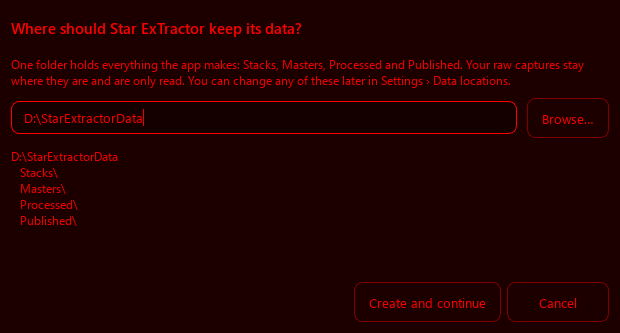 Where should Star ExTractor keep its data?
One folder holds everything the app makes: Stacks, Masters, Processed and Published. Your raw captures stay
where they are and are only read. You can change any of these later in Settings › Data locations.
D:\StarExtractorData
Browse...
D:\StarExtractorData
Stacks\
Masters\
Processed\
Published\
Create and continue
Cancel